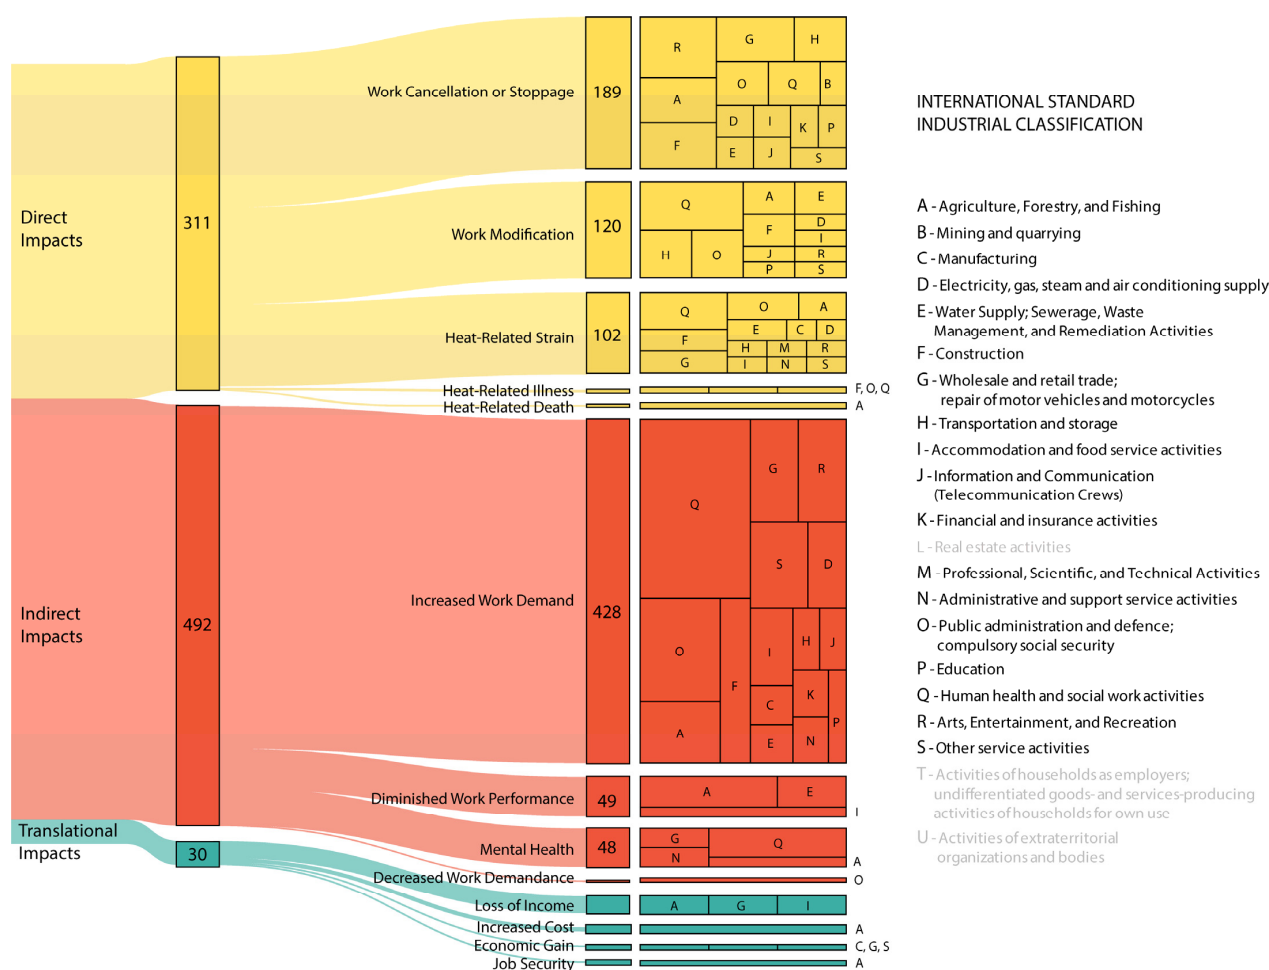 Direct
Impacts
311
Work Cancellation or Stoppage
189
R
G
H
A
O
Q
B
F
D
I
K
P
E
J
S
Work Modification
120
Q
A
E
F
D
I
H
O
J
R
P
S
Heat-Related Strain
102
Q
O
A
F
E
C
D
H
M
R
G
I
N
S
Heat-Related Illness
F, O, Q
Heat-Related Death
A
Indirect
Impacts
492
Increased Work Demand
428
Q
G
R
S
D
O
F
I
H
J
A
C
K
P
E
N
Diminished Work Performance
49
A
E
I
Mental Health
48
G
Q
N
A
Decreased Work Demandance
O
Translational
Impacts
30
Loss of Income
A
G
I
Increased Cost
A
Economic Gain
C, G, S
Job Security
A
INTERNATIONAL STANDARD
INDUSTRIAL CLASSIFICATION
A - Agriculture, Forestry, and Fishing
B - Mining and quarrying
C - Manufacturing
D - Electricity, gas, steam and air conditioning supply
E - Water Supply; Sewerage, Waste
Management, and Remediation Activities
F - Construction
G - Wholesale and retail trade;
repair of motor vehicles and motorcycles
H - Transportation and storage
I - Accommodation and food service activities
J - Information and Communication
(Telecommunication Crews)
K - Financial and insurance activities
L - Real estate activities
M - Professional, Scientific, and Technical Activities
N - Administrative and support service activities
O - Public administration and defence;
compulsory social security
P - Education
Q - Human health and social work activities
R - Arts, Entertainment, and Recreation
S - Other service activities
T - Activities of households as employers;
undifferentiated goods- and services-producing
activities of households for own use
U - Activities of extraterritorial
organizations and bodies